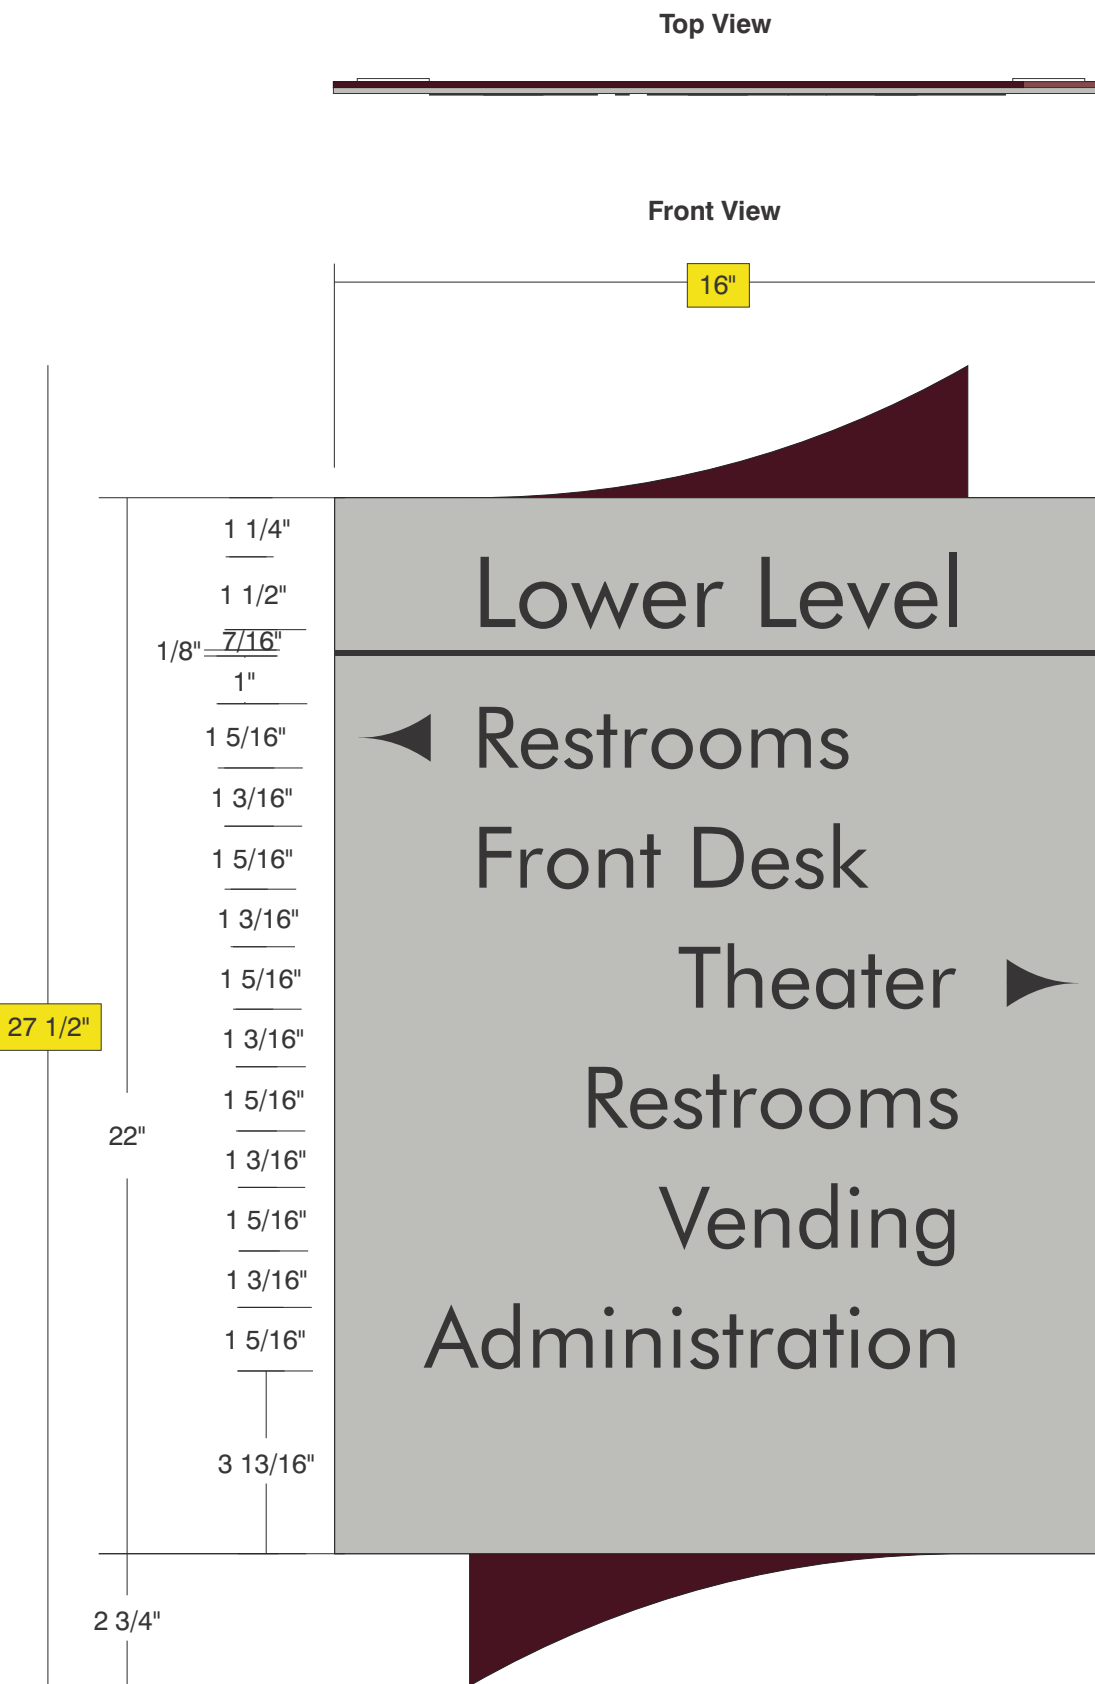 Top View
Front View
16"
1 1/4"
Lower Level
1 1/2"
7/16"
1/8"
1"
1 5/16"
Restrooms
1 3/16"
1 5/16"
Front Desk
1 3/16"
1 5/16"
Theater
27 1/2"
1 3/16"
1 5/16"
Restrooms
22"
1 3/16"
1 5/16"
Vending
1 3/16"
1 5/16"
Administration
3 13/16"
2 3/4"